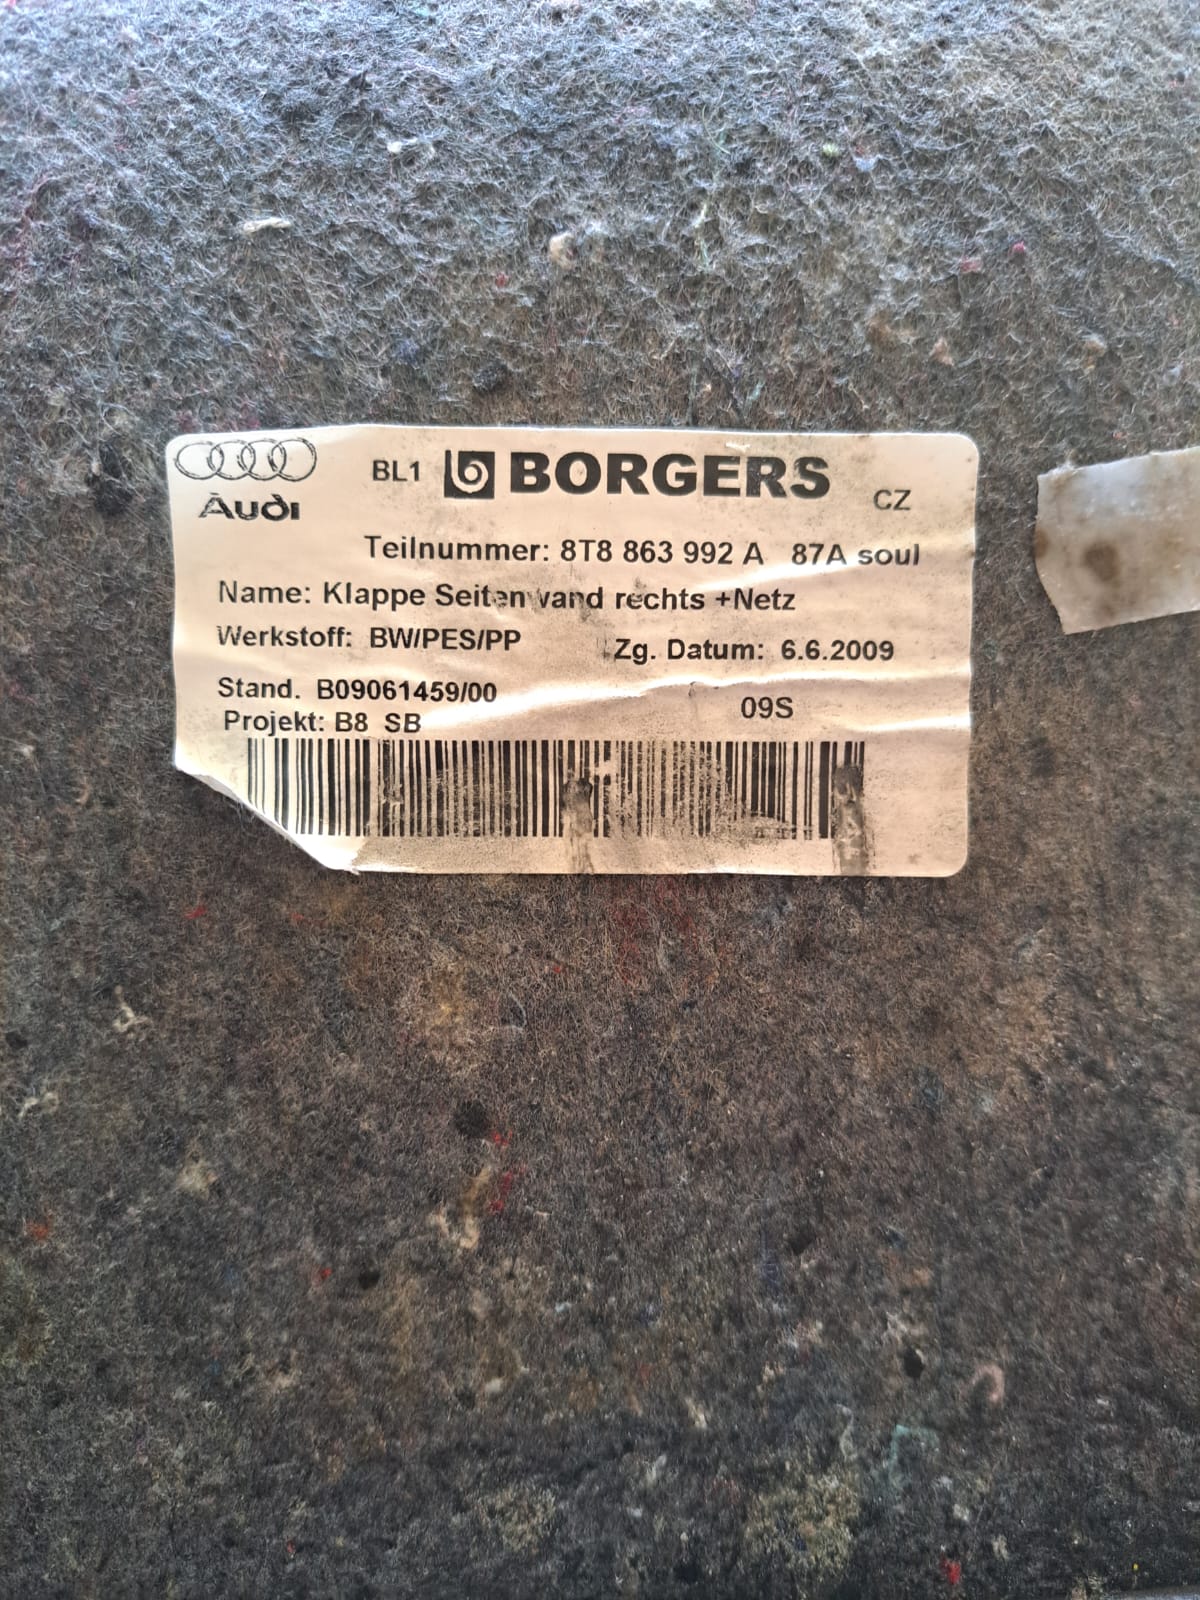 Audi
BL1 BORGERS CZ
Teilnummer: 8T8 863 992 A 87A soul
Name: Klappe Seitenwand rechts +Netz
Werkstoff: BW/PES/PP Zg. Datum: 6.6.2009
Stand. B09061459/00 09S
Projekt: B8 SB